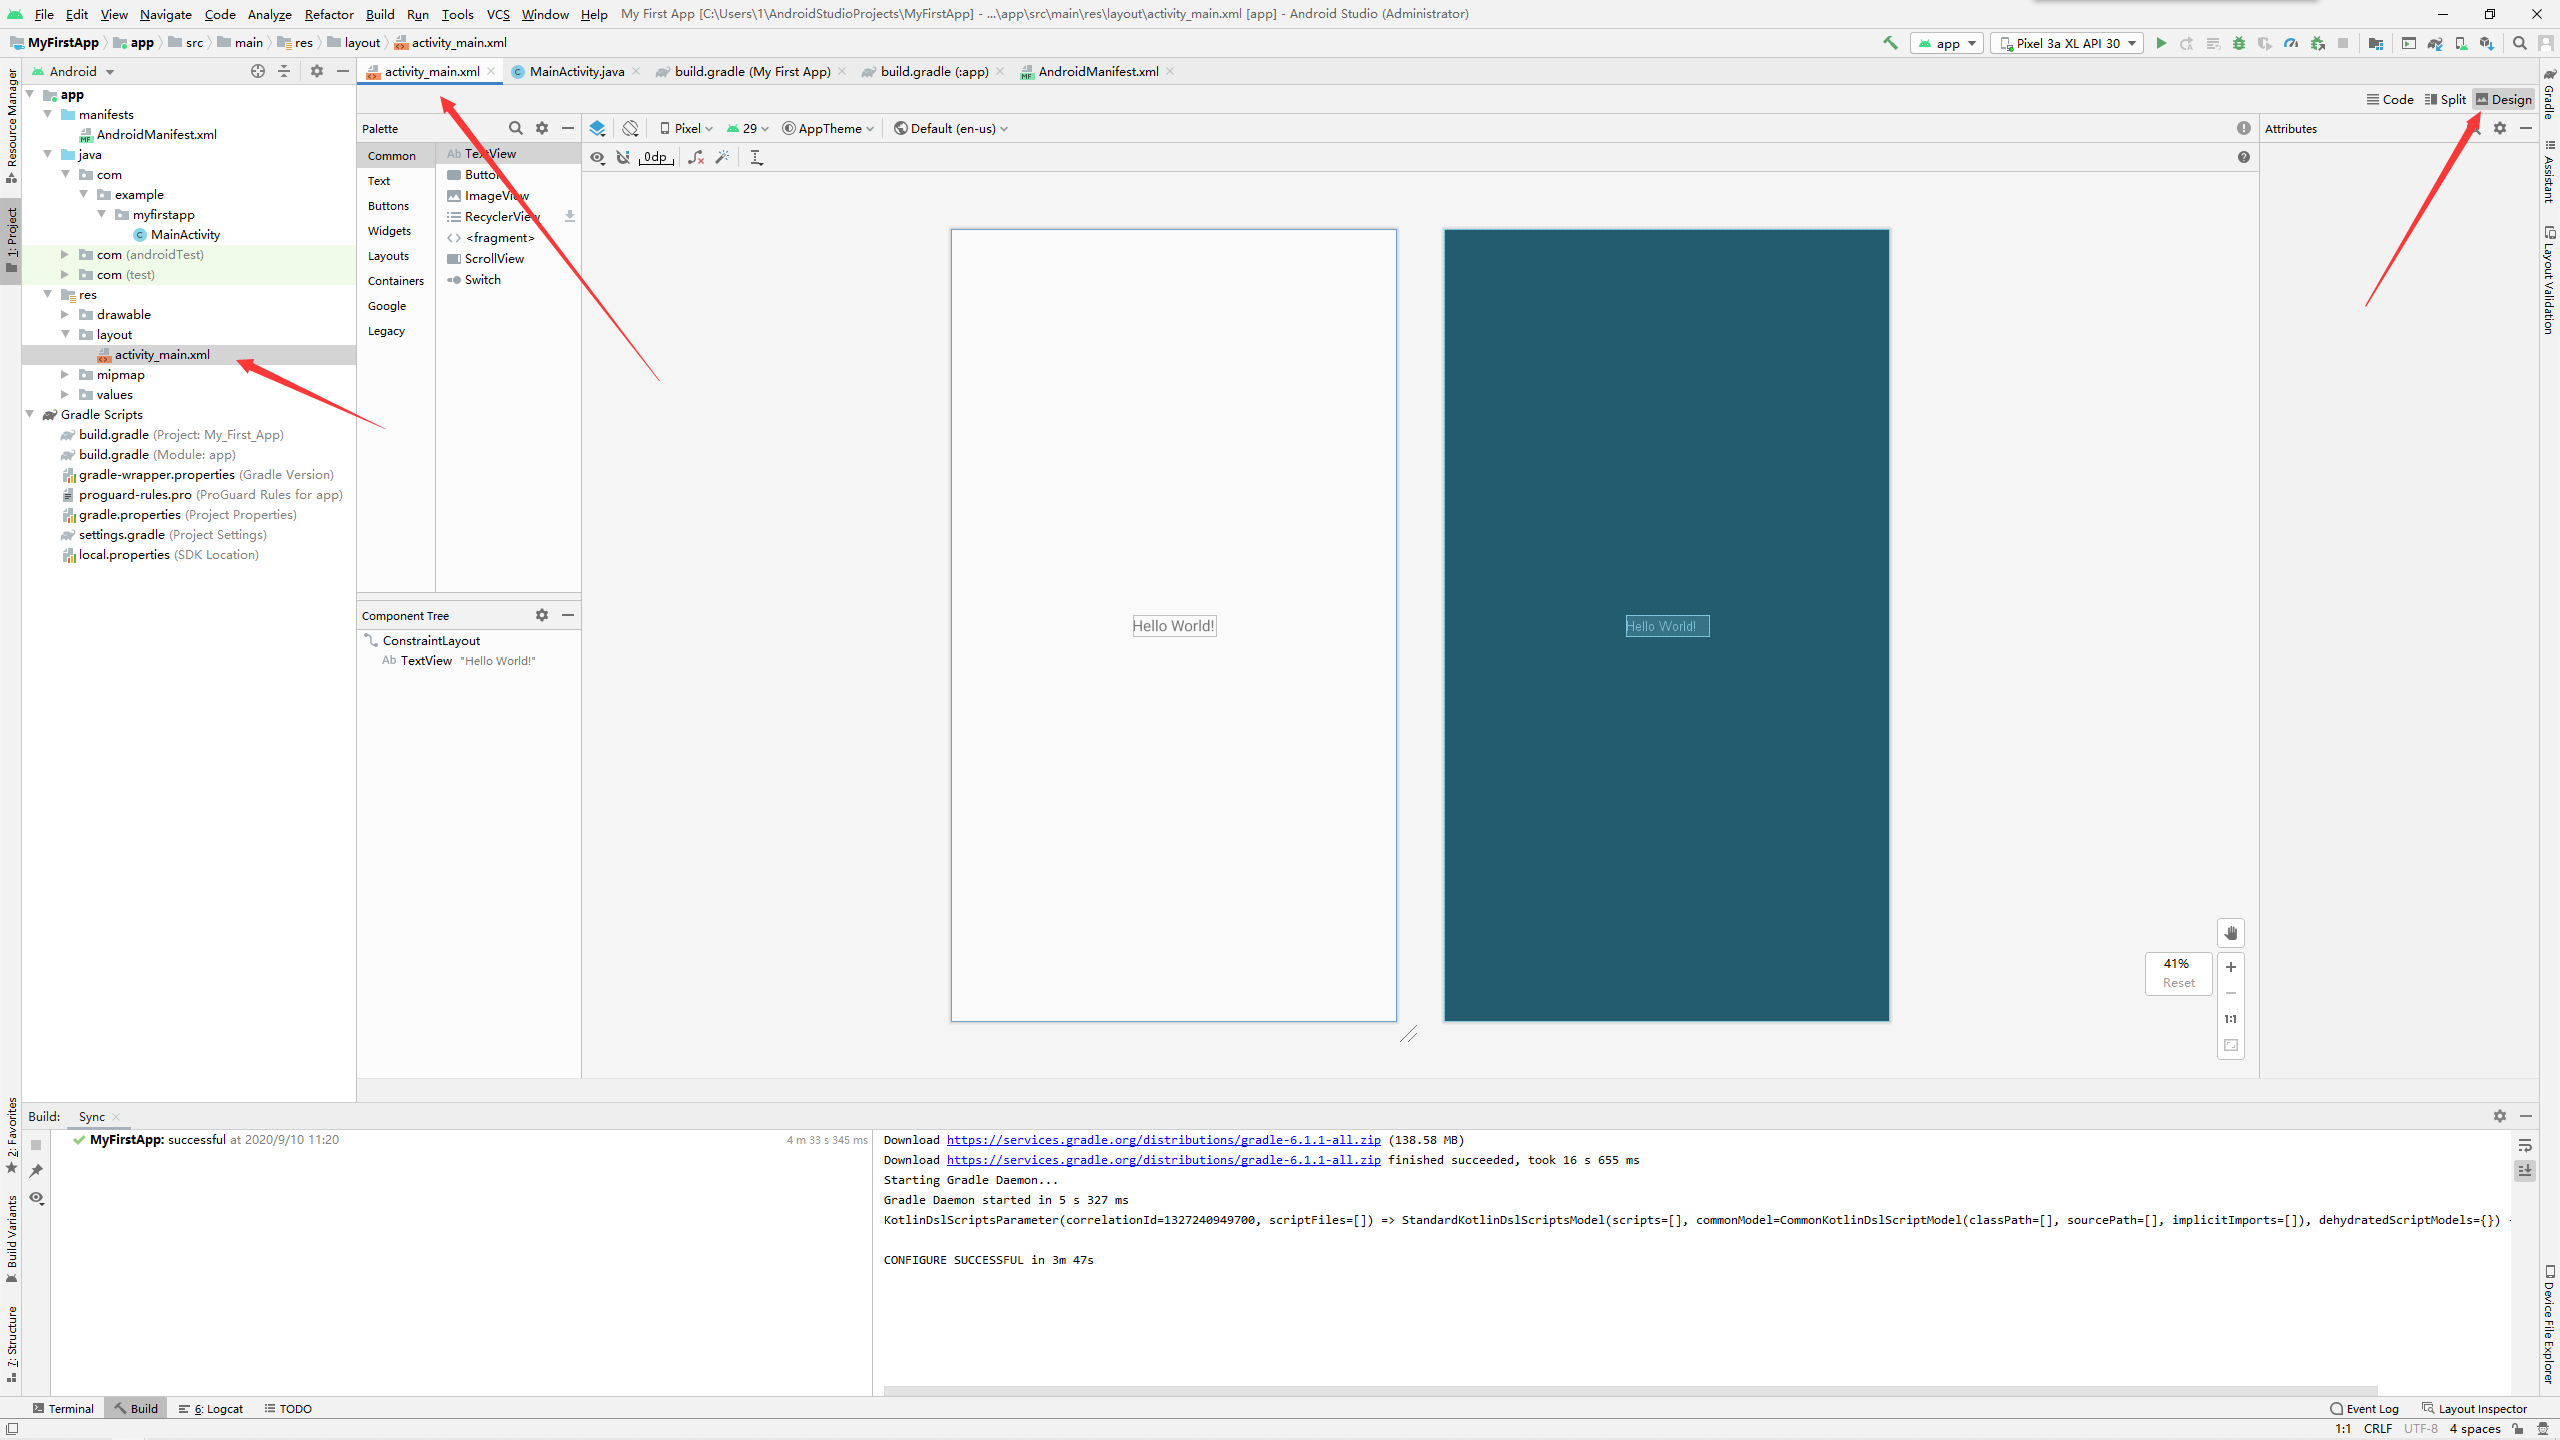 File Edit View Navigate Code Analyze Refactor Build Run Tools VCS Window Help My First App [C:\Users\1\AndroidStudioProjects\MyFirstApp] - ...\app\src\main\res\layout\activity_main.xml [app] - Android Studio (Administrator)
MyFirstApp app src main res layout activity_main.xml
app Pixel 3a XL API 30
Android
activity_main.xml MainActivity.java build.gradle (My First App) build.gradle (:app) AndroidManifest.xml
Code Split Design
Resource Manager
1: Project
2: Favorites
Build Variants
7: Structure
app
manifests
AndroidManifest.xml
java
com
example
myfirstapp
MainActivity
com (androidTest)
com (test)
res
drawable
layout
activity_main.xml
mipmap
values
Gradle Scripts
build.gradle (Project: My_First_App)
build.gradle (Module: app)
gradle-wrapper.properties (Gradle Version)
proguard-rules.pro (ProGuard Rules for app)
gradle.properties (Project Properties)
settings.gradle (Project Settings)
local.properties (SDK Location)
Palette
Common
Text
Buttons
Widgets
Layouts
Containers
Google
Legacy
Ab TextView
Button
ImageView
RecyclerView
<fragment>
ScrollView
Switch
Component Tree
ConstraintLayout
Ab TextView "Hello World!"
Pixel 29 AppTheme Default (en-us)
0dp
Hello World!
Hello World!
41%
Reset
1:1
Attributes
Gradle
Assistant
Layout Validation
Device File Explorer
Build: Sync
MyFirstApp: successful at 2020/9/10 11:20 4 m 33 s 345 ms
Download https://services.gradle.org/distributions/gradle-6.1.1-all.zip (138.58 MB)
Download https://services.gradle.org/distributions/gradle-6.1.1-all.zip finished succeeded, took 16 s 655 ms
Starting Gradle Daemon...
Gradle Daemon started in 5 s 327 ms
KotlinDslScriptsParameter(correlationId=1327240949700, scriptFiles=[]) => StandardKotlinDslScriptsModel(scripts=[], commonModel=CommonKotlinDslScriptModel(classPath=[], sourcePath=[], implicitImports=[]), dehydratedScriptModels={})
CONFIGURE SUCCESSFUL in 3m 47s
Terminal Build 6: Logcat TODO Event Log Layout Inspector
1:1 CRLF UTF-8 4 spaces